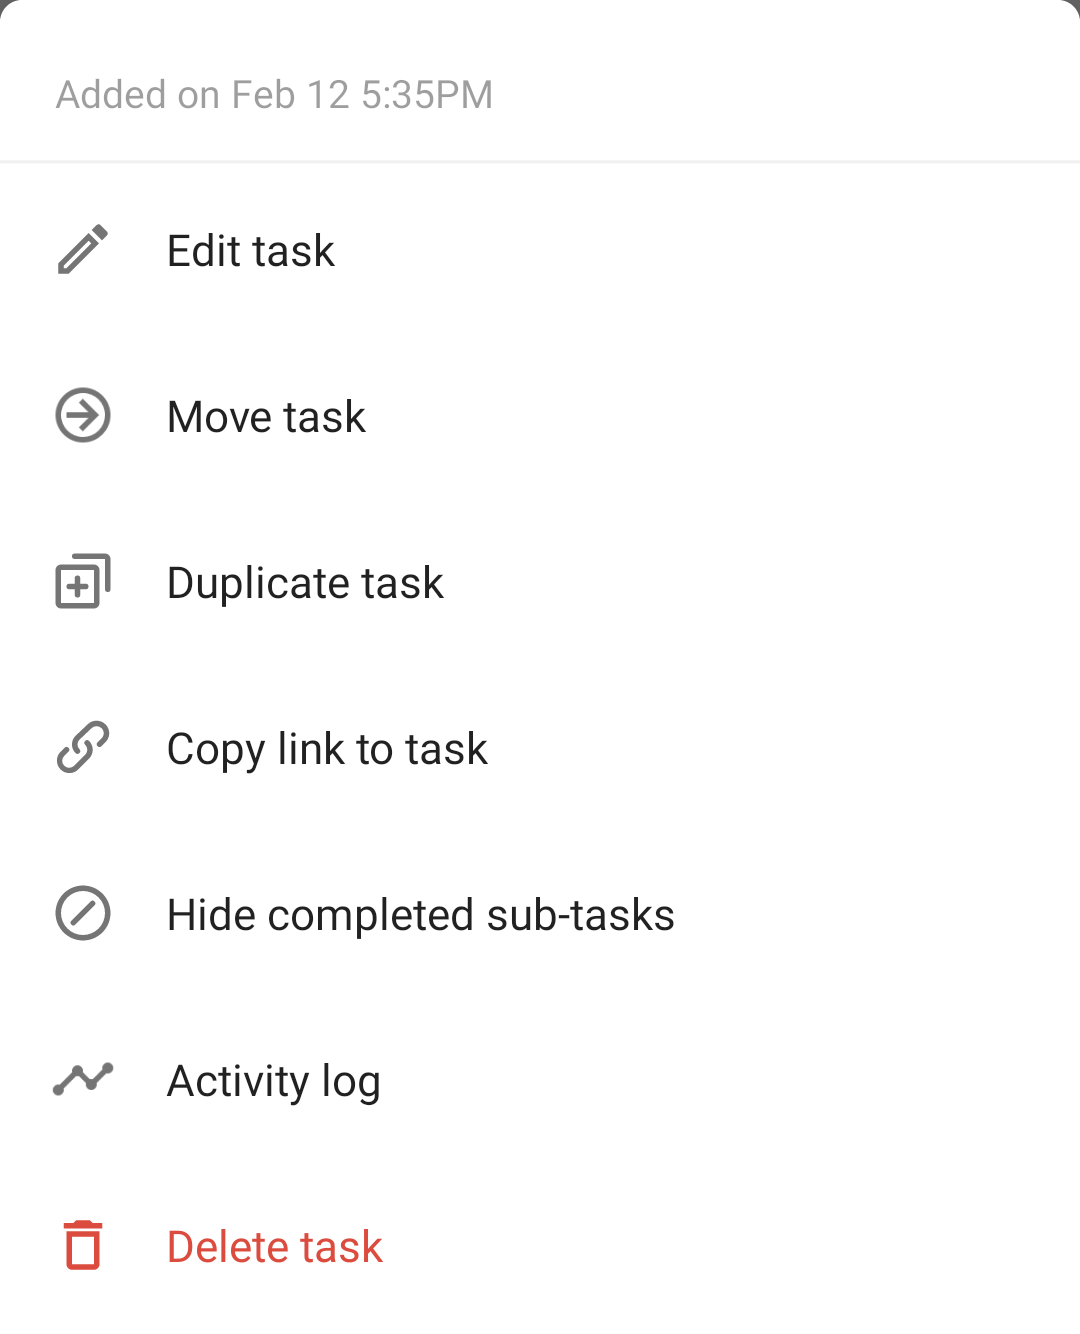 Added on Feb 12 5:35PM
Edit task
Move task
Duplicate task
Copy link to task
Hide completed sub-tasks
Activity log
Delete task